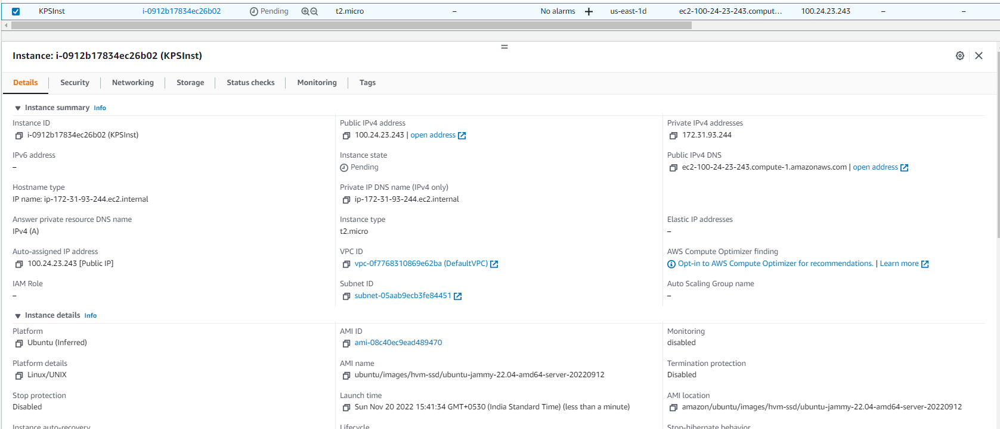 KPSInst i-0912b17834ec26b02 Pending t2.micro – No alarms + us-east-1d ec2-100-24-23-243.comput... 100.24.23.243 – –
Instance: i-0912b17834ec26b02 (KPSInst)
Details Security Networking Storage Status checks Monitoring Tags
Instance summary Info
Instance ID
i-0912b17834ec26b02 (KPSInst)
Public IPv4 address
100.24.23.243 | open address
Private IPv4 addresses
172.31.93.244
IPv6 address
–
Instance state
Pending
Public IPv4 DNS
ec2-100-24-23-243.compute-1.amazonaws.com | open address
Hostname type
IP name: ip-172-31-93-244.ec2.internal
Private IP DNS name (IPv4 only)
ip-172-31-93-244.ec2.internal
Answer private resource DNS name
IPv4 (A)
Instance type
t2.micro
Elastic IP addresses
–
Auto-assigned IP address
100.24.23.243 [Public IP]
VPC ID
vpc-0f7768310869e62ba (DefaultVPC)
AWS Compute Optimizer finding
Opt-in to AWS Compute Optimizer for recommendations. | Learn more
IAM Role
–
Subnet ID
subnet-05aab9ecb3fe84451
Auto Scaling Group name
–
Instance details Info
Platform
Ubuntu (Inferred)
AMI ID
ami-08c40ec9ead489470
Monitoring
disabled
Platform details
Linux/UNIX
AMI name
ubuntu/images/hvm-ssd/ubuntu-jammy-22.04-amd64-server-20220912
Termination protection
Disabled
Stop protection
Disabled
Launch time
Sun Nov 20 2022 15:41:34 GMT+0530 (India Standard Time) (less than a minute)
AMI location
amazon/ubuntu/images/hvm-ssd/ubuntu-jammy-22.04-amd64-server-20220912
Instance auto-recovery
Lifecycle
Stop-hibernate behavior